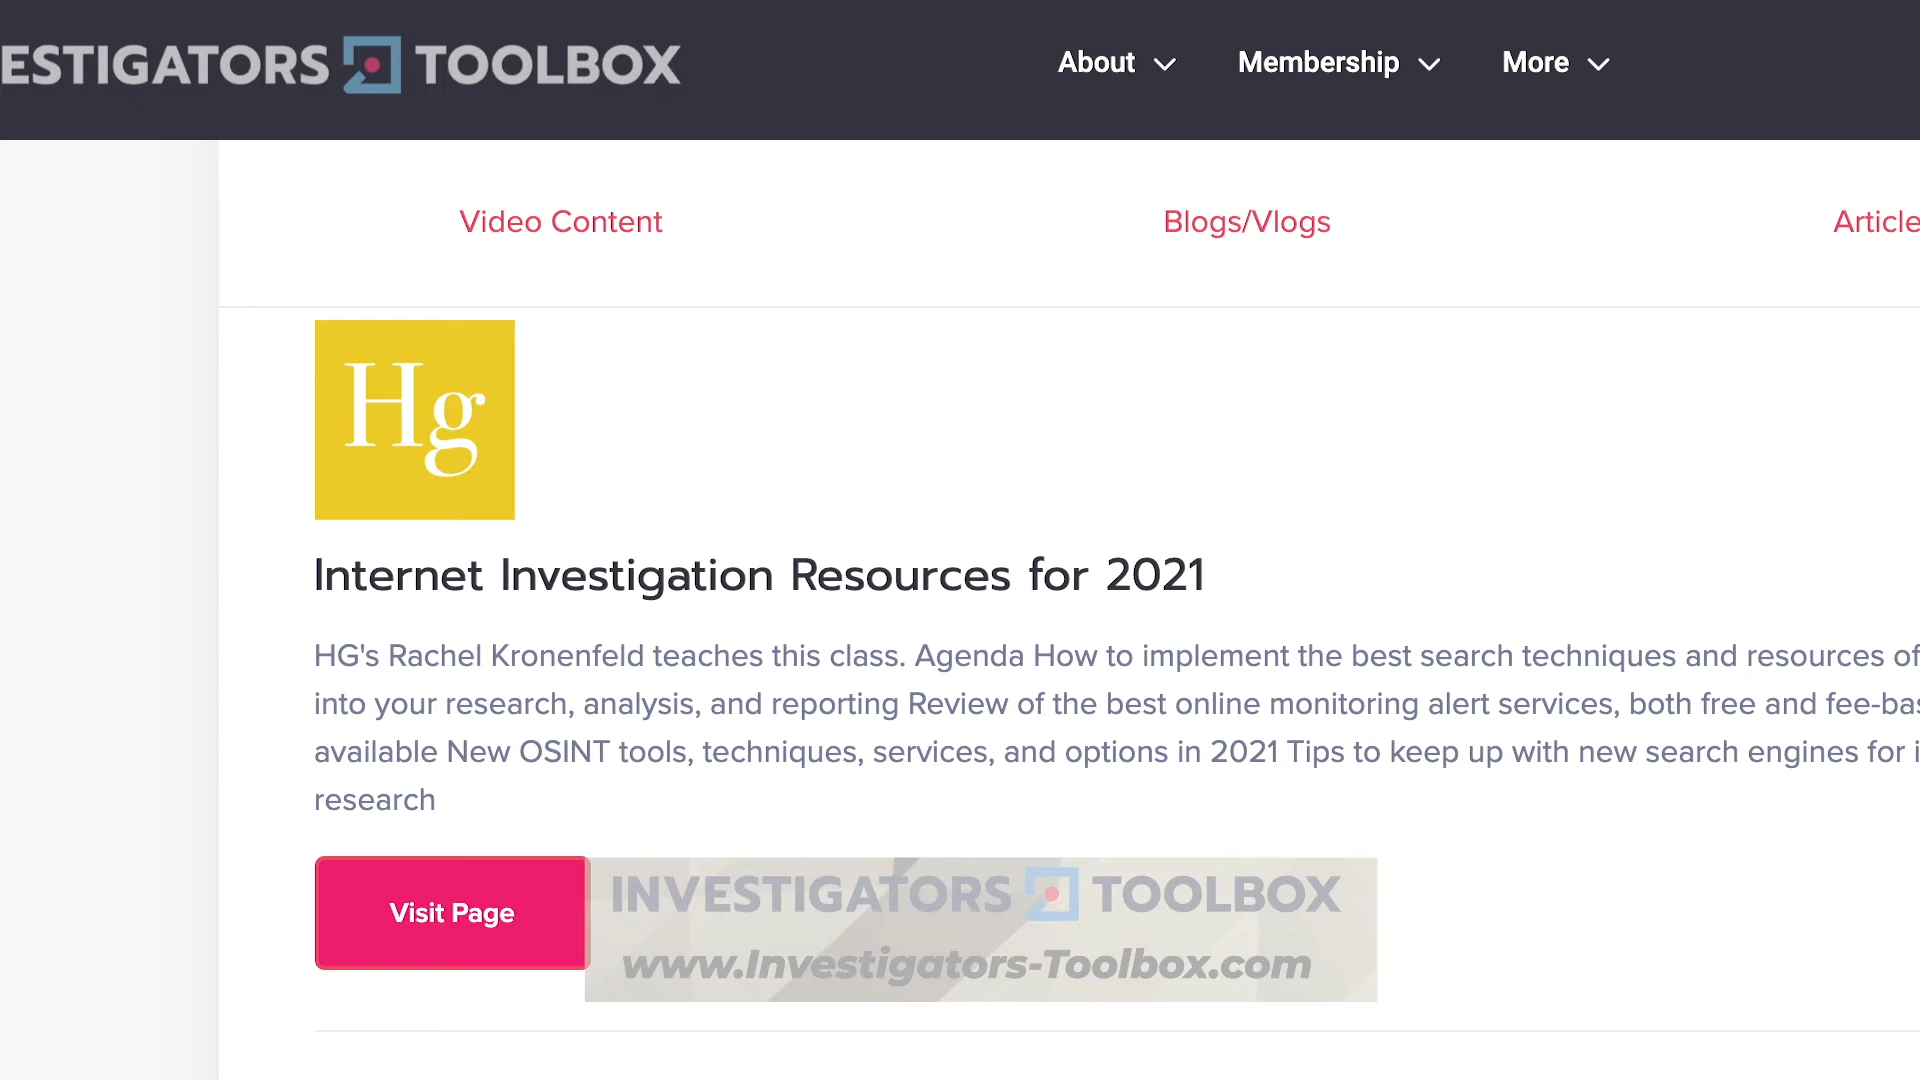 ESTIGATORS TOOLBOX
About
Membership
More
Video Content
Blogs/Vlogs
Article
Hg
Internet Investigation Resources for 2021
HG's Rachel Kronenfeld teaches this class. Agenda How to implement the best search techniques and resources of
into your research, analysis, and reporting Review of the best online monitoring alert services, both free and fee-bas
available New OSINT tools, techniques, services, and options in 2021 Tips to keep up with new search engines for i
research
Visit Page
INVESTIGATORS TOOLBOX
www.Investigators-Toolbox.com